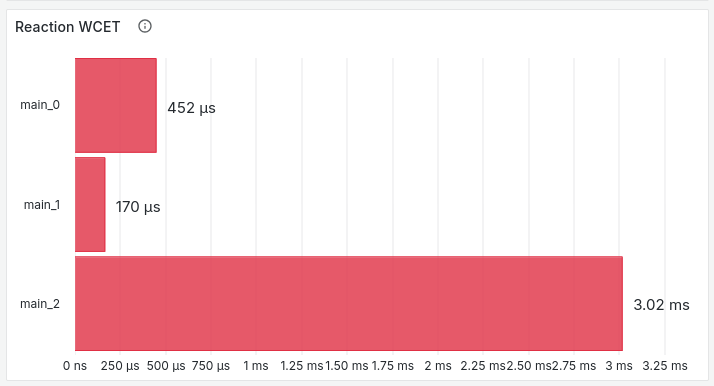 Reaction WCET
main_0
452 µs
main_1
170 µs
main_2
3.02 ms
0 ns 250 µs 500 µs 750 µs 1 ms 1.25 ms 1.50 ms 1.75 ms 2 ms 2.25 ms 2.50 ms 2.75 ms 3 ms 3.25 ms